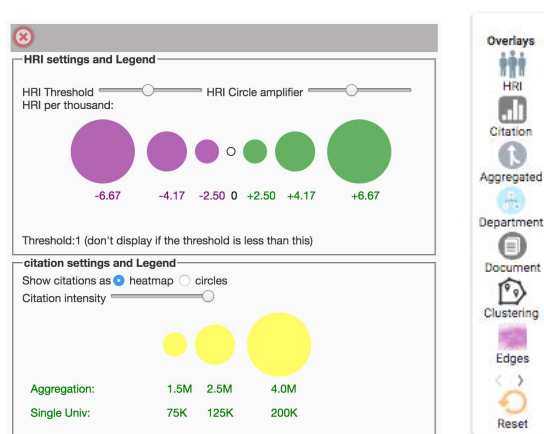 HRI settings and Legend
HRI Threshold HRI Circle amplifier
HRI per thousand:
-6.67 -4.17 -2.50 0 +2.50 +4.17 +6.67
Threshold:1 (don't display if the threshold is less than this)
citation settings and Legend
Show citations as heatmap circles
Citation intensity
Aggregation: 1.5M 2.5M 4.0M
Single Univ: 75K 125K 200K
Overlays
HRI
Citation
Aggregated
Department
Document
Clustering
Edges
Reset